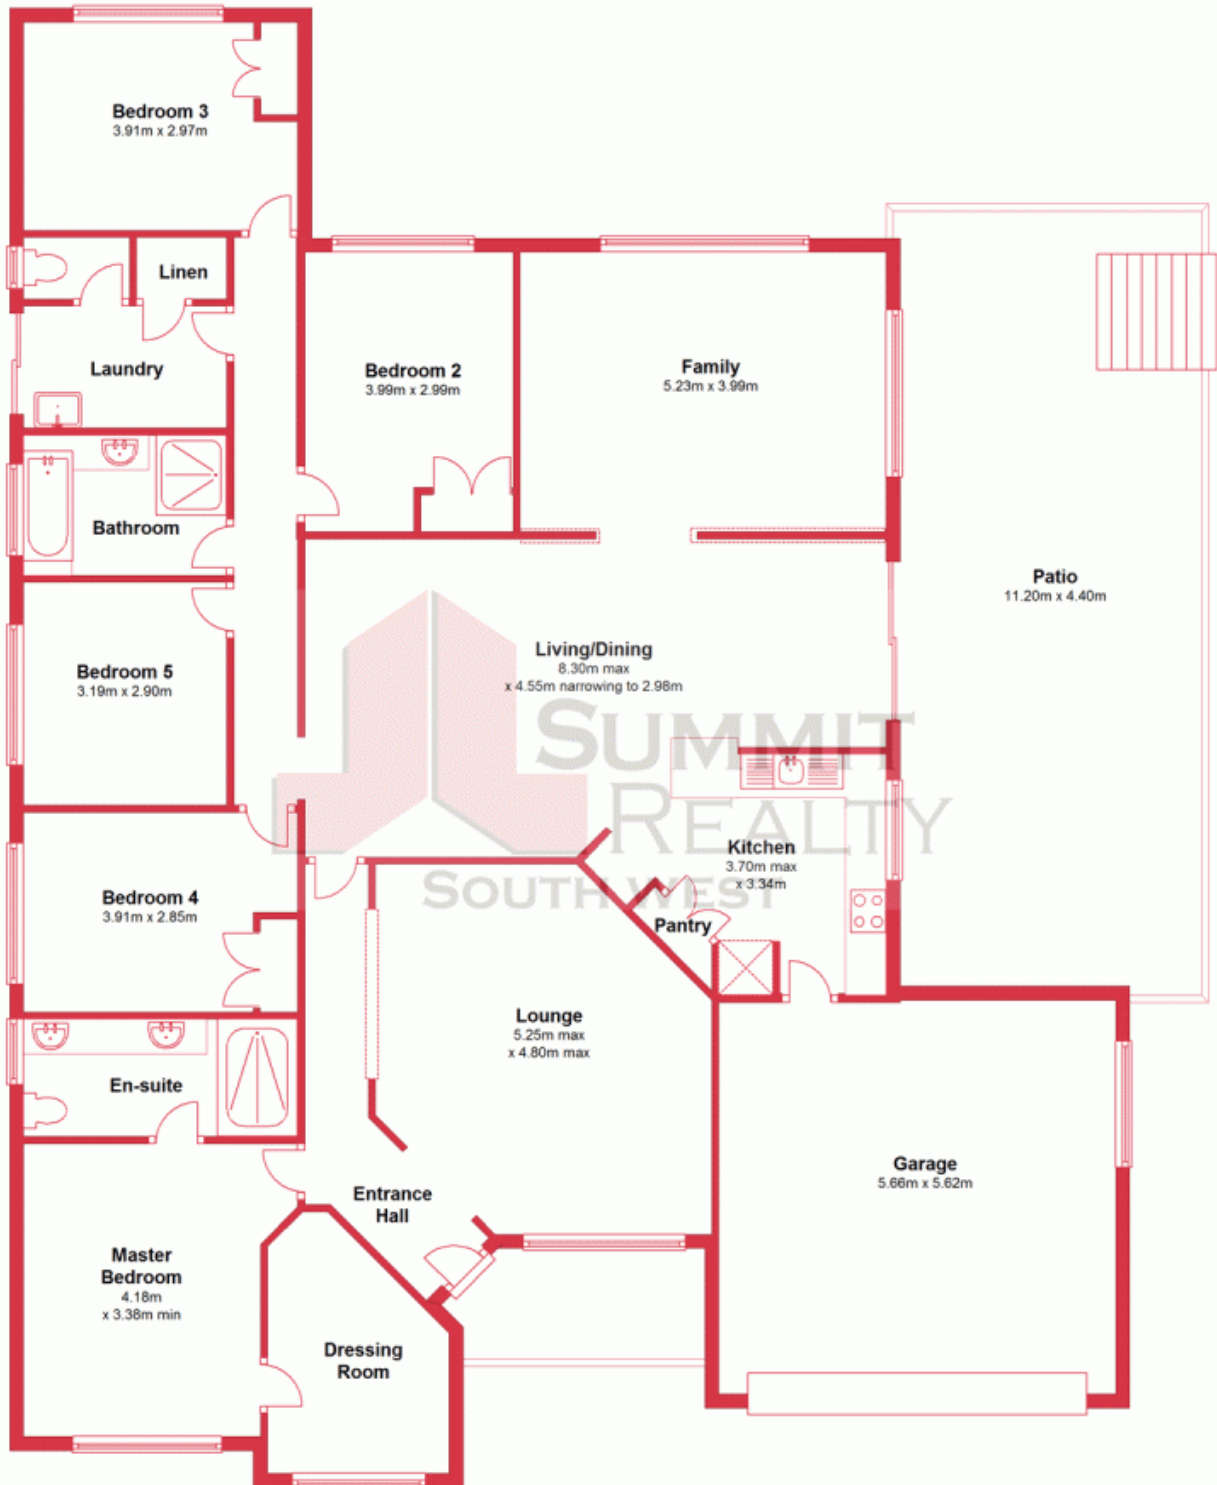 Bedroom 3
3.91m x 2.97m
Linen
Laundry
Bedroom 2
3.99m x 2.99m
Family
5.23m x 3.99m
Bathroom
Patio
11.20m x 4.40m
Bedroom 5
3.19m x 2.90m
Living/Dining
8.30m max
x 4.55m narrowing to 2.98m
SUMMIT
REALTY
SOUTH WEST
Kitchen
3.70m max
x 3.34m
Pantry
Bedroom 4
3.91m x 2.85m
Lounge
5.25m max
x 4.80m max
En-suite
Garage
5.66m x 5.62m
Entrance
Hall
Master
Bedroom
4.18m
x 3.38m min
Dressing
Room